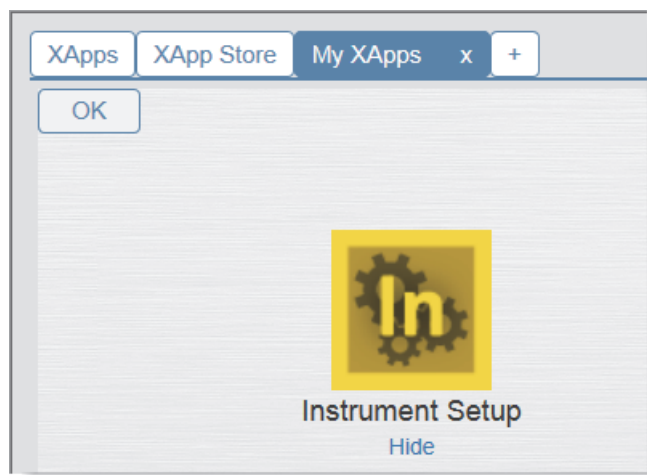 XApps XApp Store My XApps x +
OK
In
Instrument Setup
Hide